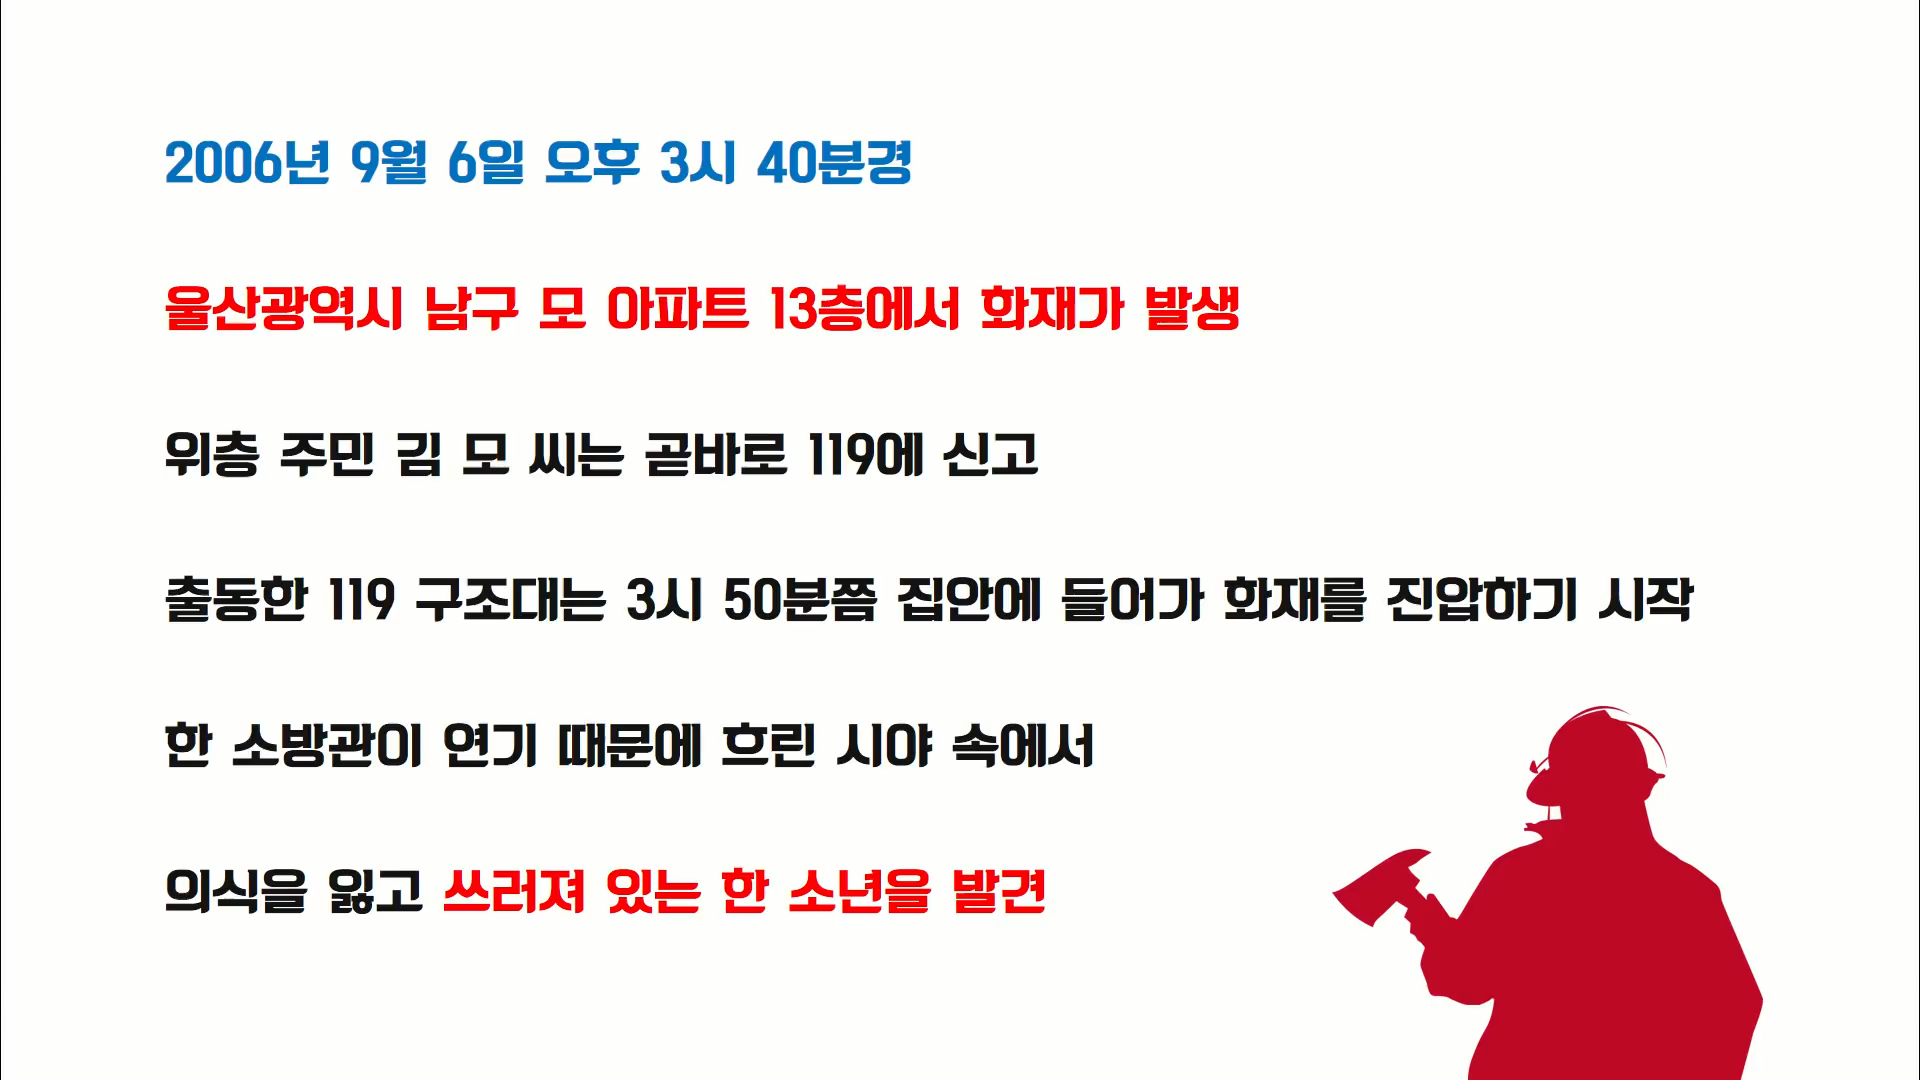 2006년 9월 6일 오후 3시 40분경
울산광역시 남구 모 아파트 13층에서 화재가 발생
위층 주민 김 모 씨는 곧바로 119에 신고
출동한 119 구조대는 3시 50분쯤 집안에 들어가 화재를 진압하기 시작
한 소방관이 연기 때문에 흐린 시야 속에서
의식을 잃고 쓰러져 있는 한 소년을 발견